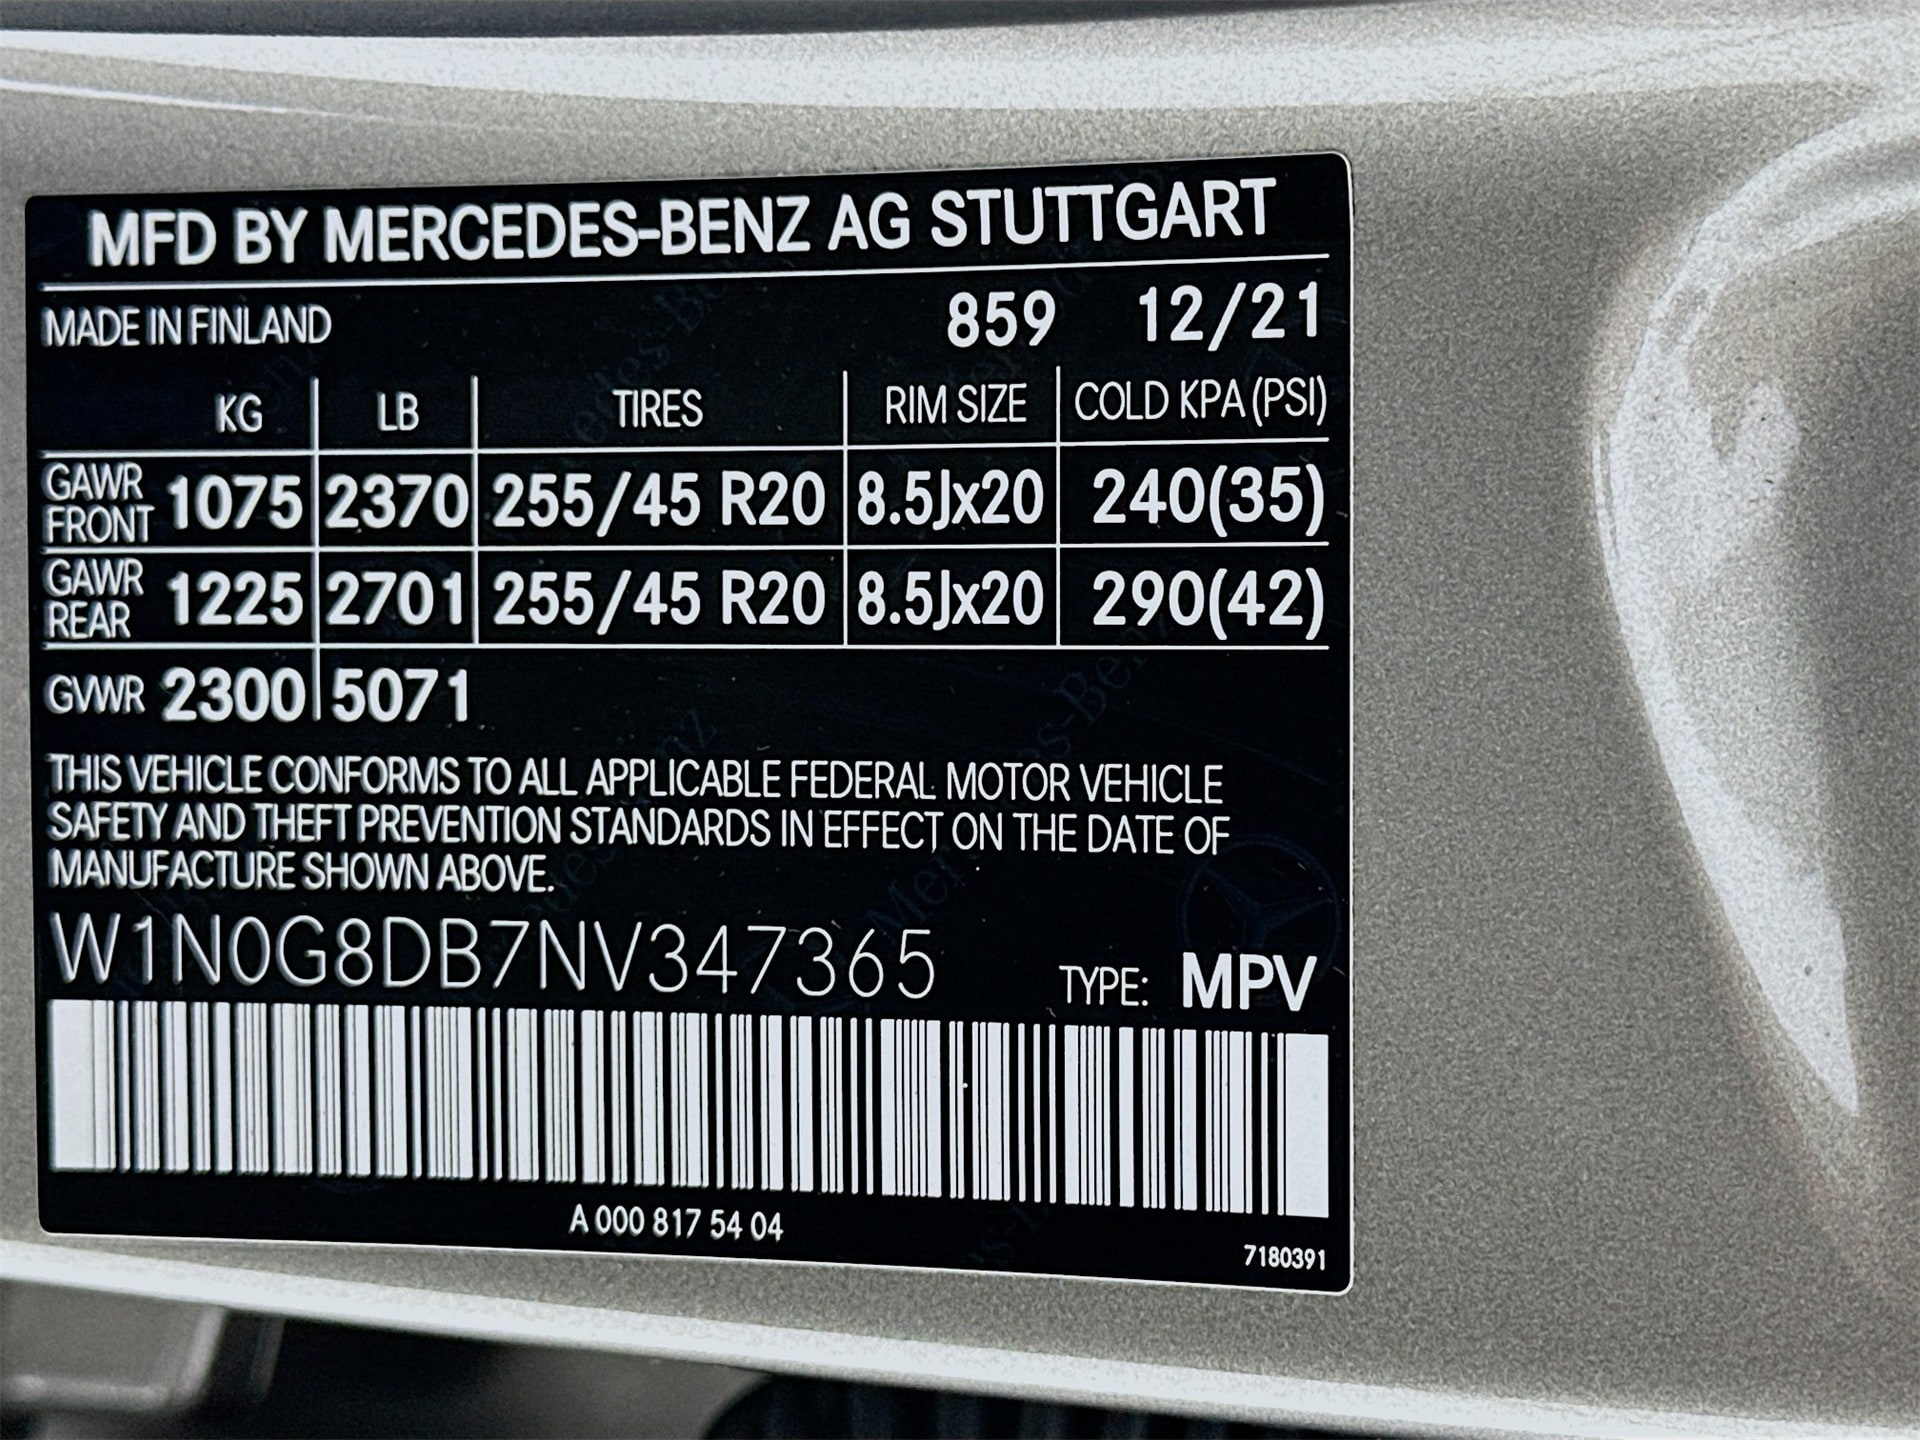 MFD BY MERCEDES-BENZ AG STUTTGART
MADE IN FINLAND 859 12/21
KG LB TIRES RIM SIZE COLD KPA (PSI)
GAWR FRONT 1075 2370 255/45 R20 8.5Jx20 240(35)
GAWR REAR 1225 2701 255/45 R20 8.5Jx20 290(42)
GVWR 2300 5071
THIS VEHICLE CONFORMS TO ALL APPLICABLE FEDERAL MOTOR VEHICLE
SAFETY AND THEFT PREVENTION STANDARDS IN EFFECT ON THE DATE OF
MANUFACTURE SHOWN ABOVE.
W1N0G8DB7NV347365 TYPE: MPV
A 000 817 54 04
7180391